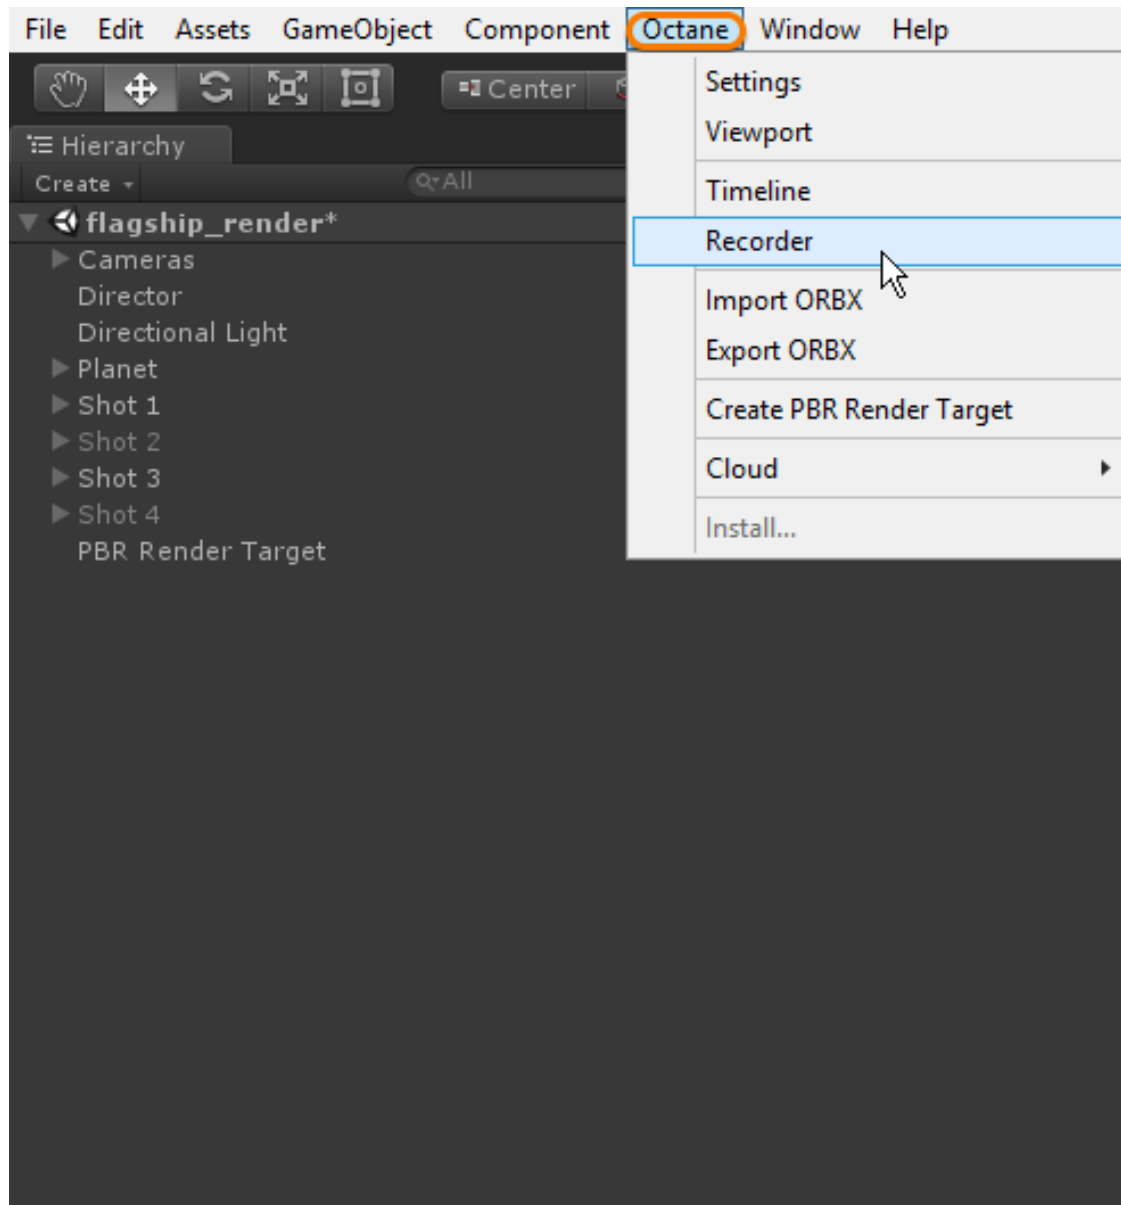 File Edit Assets GameObject Component Octane Window Help
Center
Settings
Viewport
Timeline
Recorder
Import ORBX
Export ORBX
Create PBR Render Target
Cloud
Install...
Hierarchy
Create All
flagship_render*
Cameras
Director
Directional Light
Planet
Shot 1
Shot 2
Shot 3
Shot 4
PBR Render Target